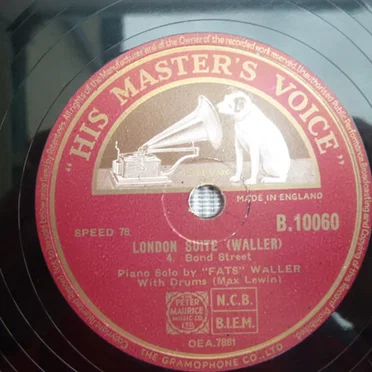 "HIS MASTER'S VOICE"
MADE IN ENGLAND
SPEED 78
B.10060
LONDON SUITE (WALLER)
4. Bond Street
Piano Solo by "FATS" WALLER
With Drums (Max Lewin)
PETER
MAURICE
MUSIC CO.
LTD.
N.C.B.
B.I.E.M.
OEA.7881
THE GRAMOPHONE CO., LTD.